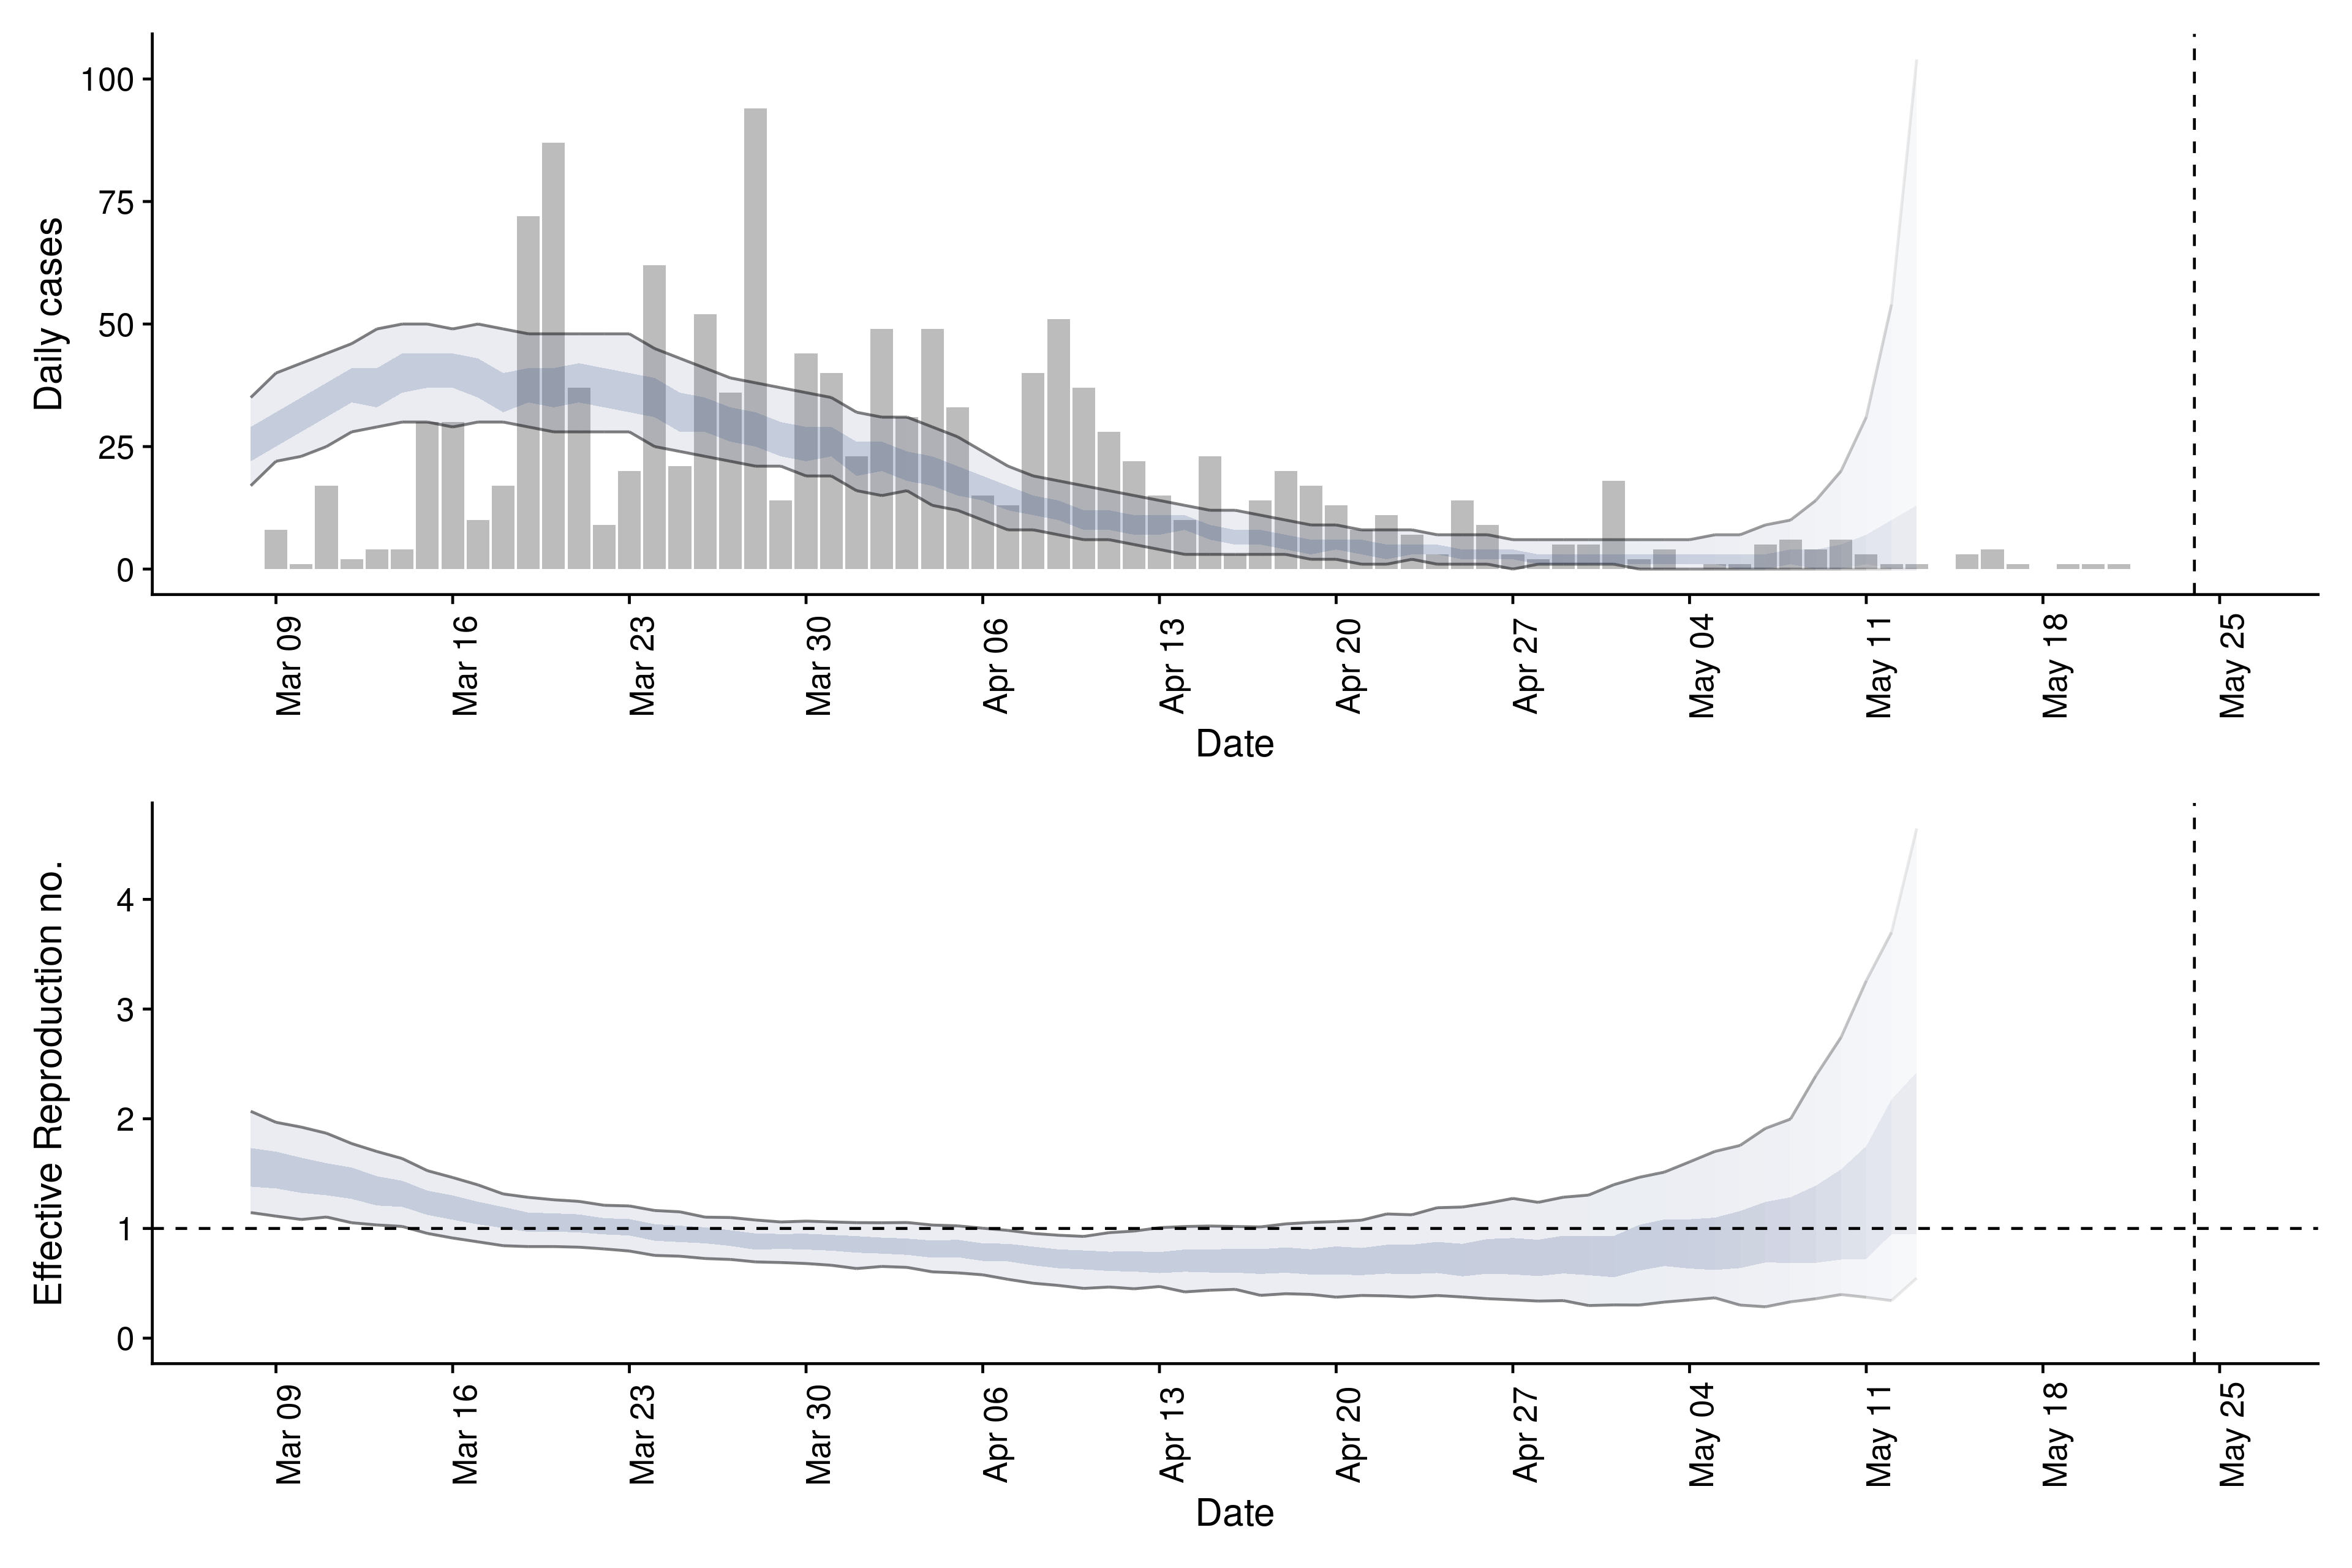 Daily cases
100
75
50
25
0
Mar 09
Mar 16
Mar 23
Mar 30
Apr 06
Apr 13
Apr 20
Apr 27
May 04
May 11
May 18
May 25
Date
Effective Reproduction no.
4
3
2
1
0
Mar 09
Mar 16
Mar 23
Mar 30
Apr 06
Apr 13
Apr 20
Apr 27
May 04
May 11
May 18
May 25
Date